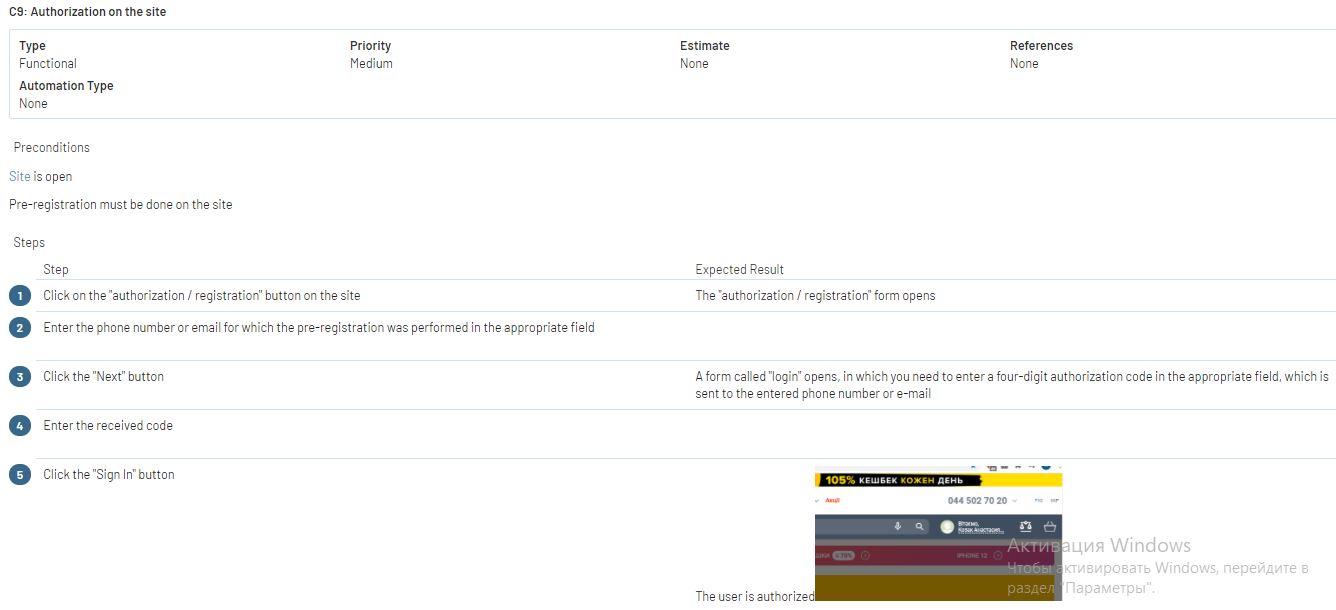 C9: Authorization on the site
Type
Priority
Estimate
References
Functional
Medium
None
None
Automation Type
None
Preconditions
Site is open
Pre-registration must be done on the site
Steps
Step
Expected Result
1
Click on the "authorization / registration" button on the site
The "authorization / registration" form opens
2
Enter the phone number or email for which the pre-registration was performed in the appropriate field
3
Click the "Next" button
A form called "login" opens, in which you need to enter a four-digit authorization code in the appropriate field, which is
sent to the entered phone number or e-mail
4
Enter the received code
5
Click the "Sign In" button
105% КЕШБЕК КОЖЕН ДЕНЬ
Акції
044 502 70 20
Вітаємо,
Козак Анастасия...
IPHONE 12
The user is authorized
Активация Windows
Чтобы активировать Windows, перейдите в
раздел "Параметры".